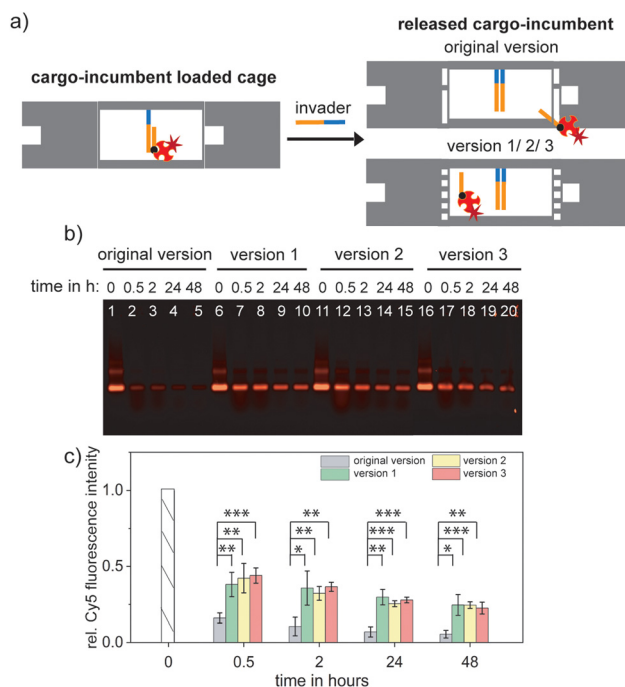 a)
released cargo-incumbent
original version
cargo-incumbent loaded cage
invader
version 1/ 2/ 3
b)
original version version 1 version 2 version 3
time in h: 0 0.5 2 24 48 0 0.5 2 24 48 0 0.5 2 24 48 0 0.5 2 24 48
1 2 3 4 5 6 7 8 9 10 11 12 13 14 15 16 17 18 19 20
c)
rel. Cy5 fluorescence intenity
original version version 2
version 1 version 3
1.0
*** ** *** **
** ** *** ***
** * ** *
0.5
0.0
0 0.5 2 24 48
time in hours